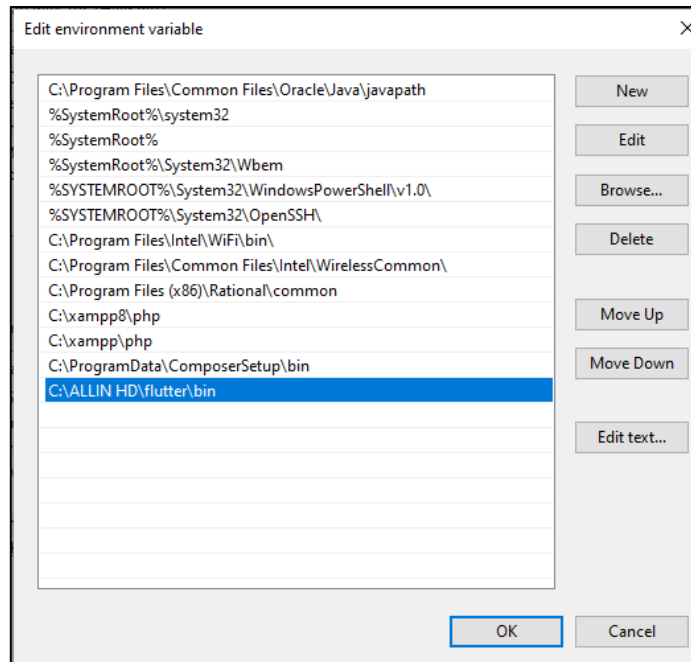 Edit environment variable
C:\Program Files\Common Files\Oracle\Java\javapath
%SystemRoot%\system32
%SystemRoot%
%SystemRoot%\System32\Wbem
%SYSTEMROOT%\System32\WindowsPowerShell\v1.0\
%SYSTEMROOT%\System32\OpenSSH\
C:\Program Files\Intel\WiFi\bin\
C:\Program Files\Common Files\Intel\WirelessCommon\
C:\Program Files (x86)\Rational\common
C:\xampp8\php
C:\xampp\php
C:\ProgramData\ComposerSetup\bin
C:\ALLIN HD\flutter\bin
New
Edit
Browse...
Delete
Move Up
Move Down
Edit text...
OK
Cancel